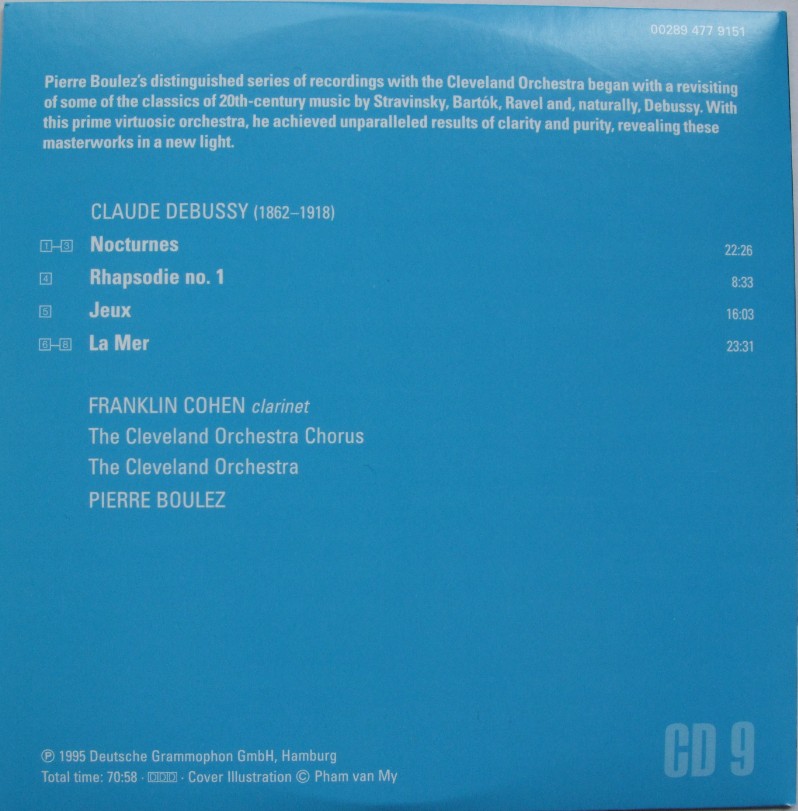 00289 477 9151
Pierre Boulez's distinguished series of recordings with the Cleveland Orchestra began with a revisiting
of some of the classics of 20th-century music by Stravinsky, Bartók, Ravel and, naturally, Debussy. With
this prime virtuosic orchestra, he achieved unparalleled results of clarity and purity, revealing these
masterworks in a new light.
CLAUDE DEBUSSY (1862–1918)
1–3 Nocturnes 22:26
4 Rhapsodie no. 1 8:33
5 Jeux 16:03
6–8 La Mer 23:31
FRANKLIN COHEN clarinet
The Cleveland Orchestra Chorus
The Cleveland Orchestra
PIERRE BOULEZ
℗ 1995 Deutsche Grammophon GmbH, Hamburg
Total time: 70:58 · DDD · Cover Illustration © Pham van My
CD 9